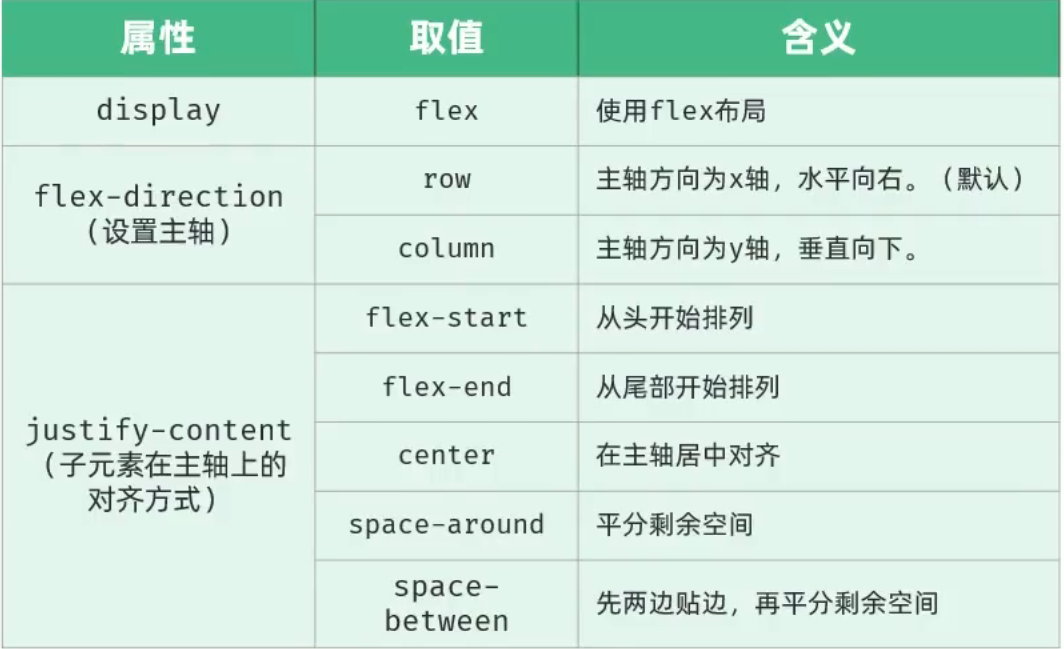 属性 取值 含义
display flex 使用flex布局
flex-direction
（设置主轴）
row 主轴方向为x轴，水平向右。（默认）
column 主轴方向为y轴，垂直向下。
justify-content
（子元素在主轴上的
对齐方式）
flex-start 从头开始排列
flex-end 从尾部开始排列
center 在主轴居中对齐
space-around 平分剩余空间
space-
between
先两边贴边，再平分剩余空间